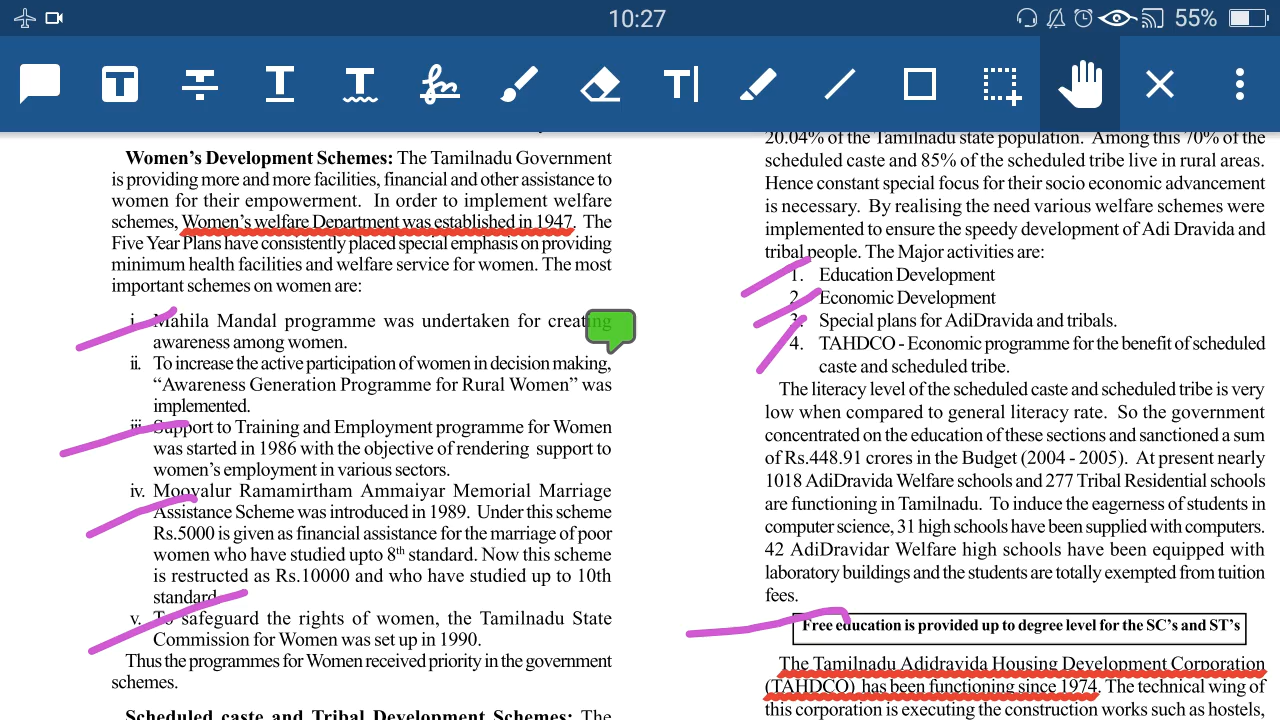 10:27
55%
T
T
T
T
Women's Development Schemes: The Tamilnadu Government
is providing more and more facilities, financial and other assistance to
women for their empowerment. In order to implement welfare
schemes, Women's welfare Department was established in 1947. The
Five Year Plans have consistently placed special emphasis on providing
minimum health facilities and welfare service for women. The most
important schemes on women are:
i. Mahila Mandal programme was undertaken for creating
awareness among women.
ii. To increase the active participation of women in decision making,
“Awareness Generation Programme for Rural Women” was
implemented.
iii. Support to Training and Employment programme for Women
was started in 1986 with the objective of rendering support to
women's employment in various sectors.
iv. Moovalur Ramamirtham Ammaiyar Memorial Marriage
Assistance Scheme was introduced in 1989. Under this scheme
Rs.5000 is given as financial assistance for the marriage of poor
women who have studied upto 8th standard. Now this scheme
is restructed as Rs.10000 and who have studied up to 10th
standard.
v. To safeguard the rights of women, the Tamilnadu State
Commission for Women was set up in 1990.
Thus the programmes for Women received priority in the government
schemes.
Scheduled caste and Tribal Development Schemes: The
20.04% of the Tamilnadu state population. Among this 70% of the
scheduled caste and 85% of the scheduled tribe live in rural areas.
Hence constant special focus for their socio economic advancement
is necessary. By realising the need various welfare schemes were
implemented to ensure the speedy development of Adi Dravida and
tribal people. The Major activities are:
1. Education Development
2. Economic Development
3. Special plans for AdiDravida and tribals.
4. TAHDCO - Economic programme for the benefit of scheduled
caste and scheduled tribe.
The literacy level of the scheduled caste and scheduled tribe is very
low when compared to general literacy rate. So the government
concentrated on the education of these sections and sanctioned a sum
of Rs.448.91 crores in the Budget (2004 - 2005). At present nearly
1018 AdiDravida Welfare schools and 277 Tribal Residential schools
are functioning in Tamilnadu. To induce the eagerness of students in
computer science, 31 high schools have been supplied with computers.
42 AdiDravidar Welfare high schools have been equipped with
laboratory buildings and the students are totally exempted from tuition
fees.
Free education is provided up to degree level for the SC's and ST's
The Tamilnadu Adidravida Housing Development Corporation
(TAHDCO) has been functioning since 1974. The technical wing of
this corporation is executing the construction works such as hostels,